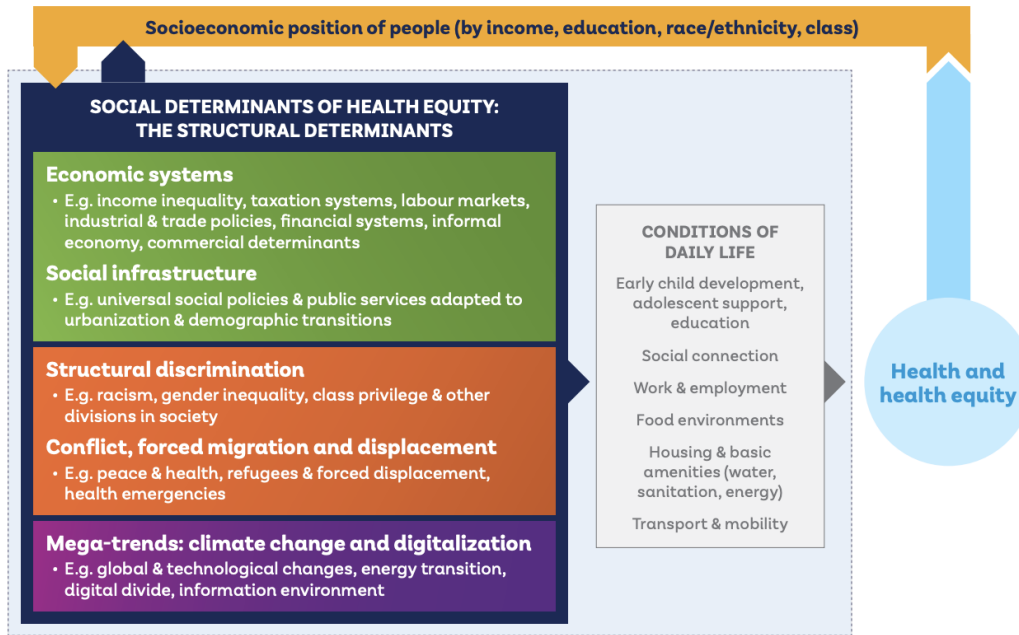 Socioeconomic position of people (by income, education, race/ethnicity, class)
SOCIAL DETERMINANTS OF HEALTH EQUITY:
THE STRUCTURAL DETERMINANTS
Economic systems
• E.g. income inequality, taxation systems, labour markets,
industrial & trade policies, financial systems, informal
economy, commercial determinants
Social infrastructure
• E.g. universal social policies & public services adapted to
urbanization & demographic transitions
Structural discrimination
• E.g. racism, gender inequality, class privilege & other
divisions in society
Conflict, forced migration and displacement
• E.g. peace & health, refugees & forced displacement,
health emergencies
Mega-trends: climate change and digitalization
• E.g. global & technological changes, energy transition,
digital divide, information environment
CONDITIONS OF
DAILY LIFE
Early child development,
adolescent support,
education
Social connection
Work & employment
Food environments
Housing & basic
amenities (water,
sanitation, energy)
Transport & mobility
Health and
health equity